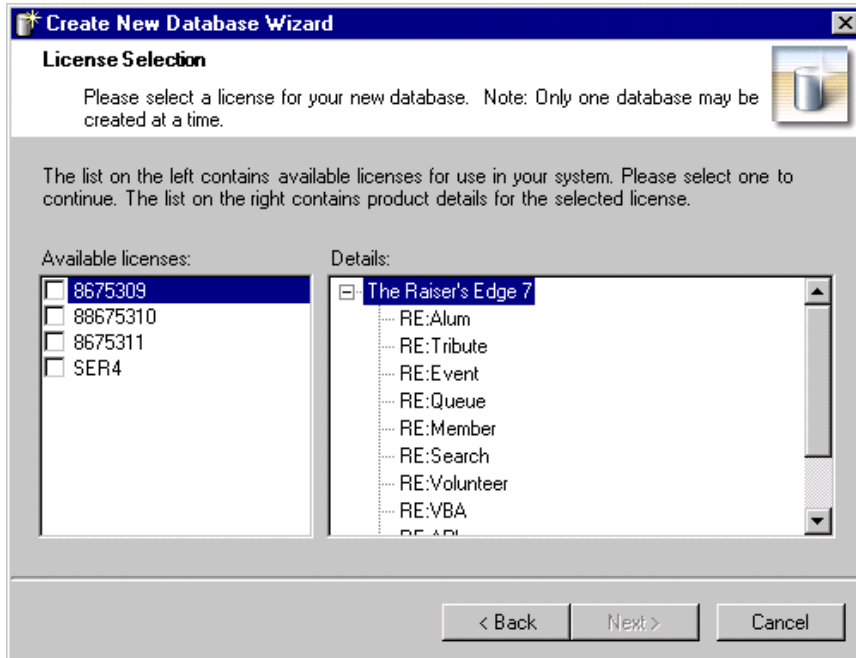 Create New Database Wizard
License Selection
Please select a license for your new database.  Note: Only one database may be
created at a time.
The list on the left contains available licenses for use in your system. Please select one to
continue. The list on the right contains product details for the selected license.
Available licenses:
Details:
8675309
88675310
8675311
SER4
The Raiser's Edge 7
RE:Alum
RE:Tribute
RE:Event
RE:Queue
RE:Member
RE:Search
RE:Volunteer
RE:VBA
< Back
Next >
Cancel